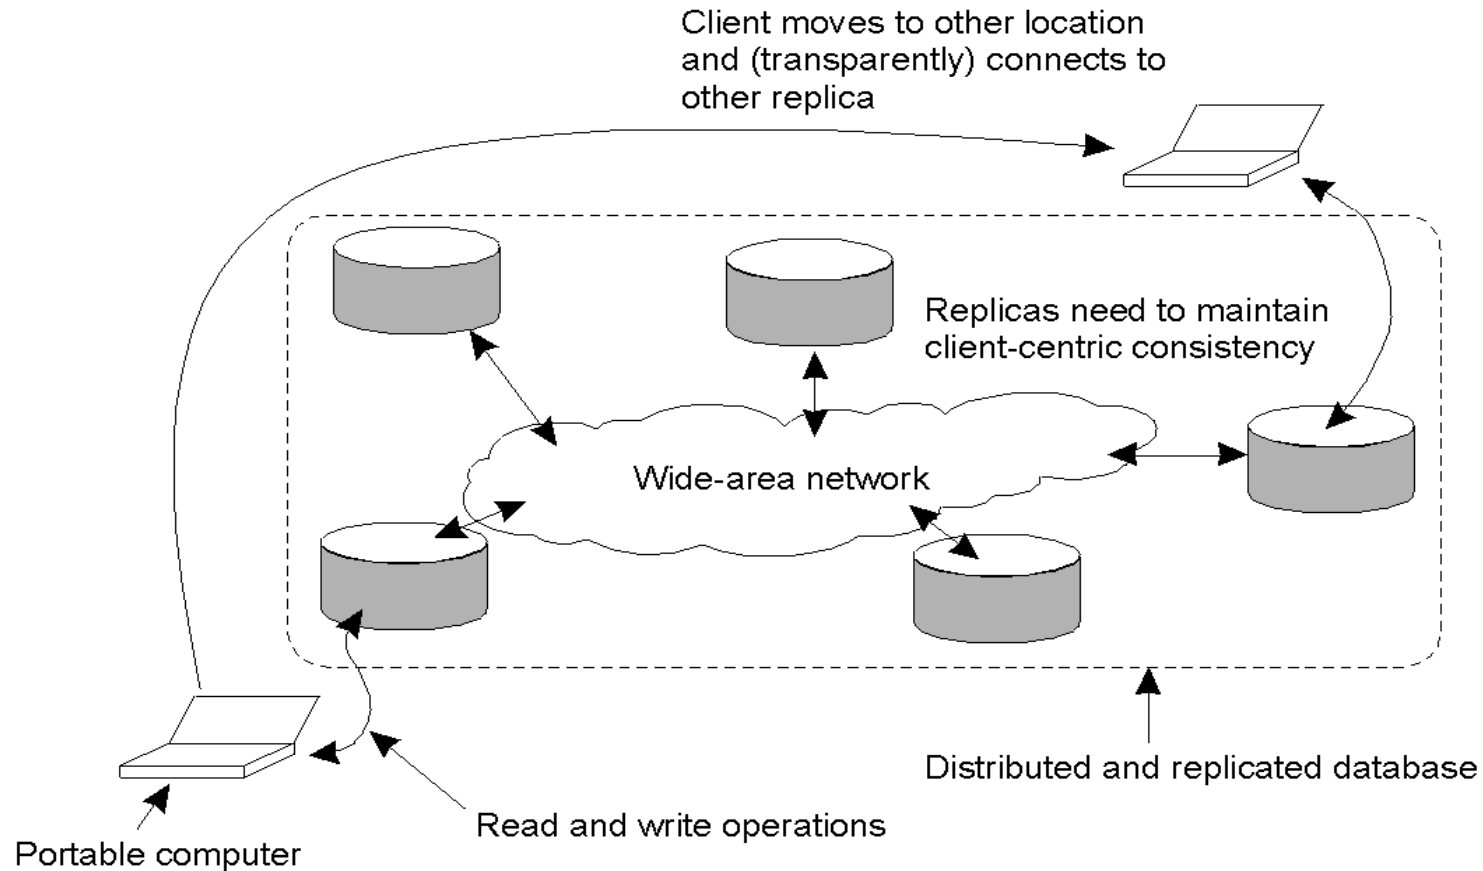 Client moves to other location
and (transparently) connects to
other replica
Replicas need to maintain
client-centric consistency
Wide-area network
Distributed and replicated database
Read and write operations
Portable computer